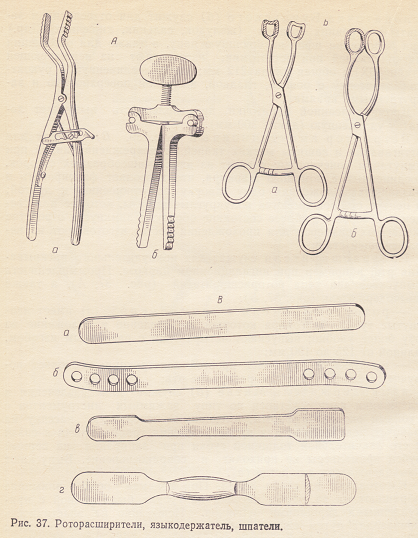 А
Ь
а
б
а
б
В
а
б
в
г
Рис. 37. Роторасширители, языкодержатель, шпатели.